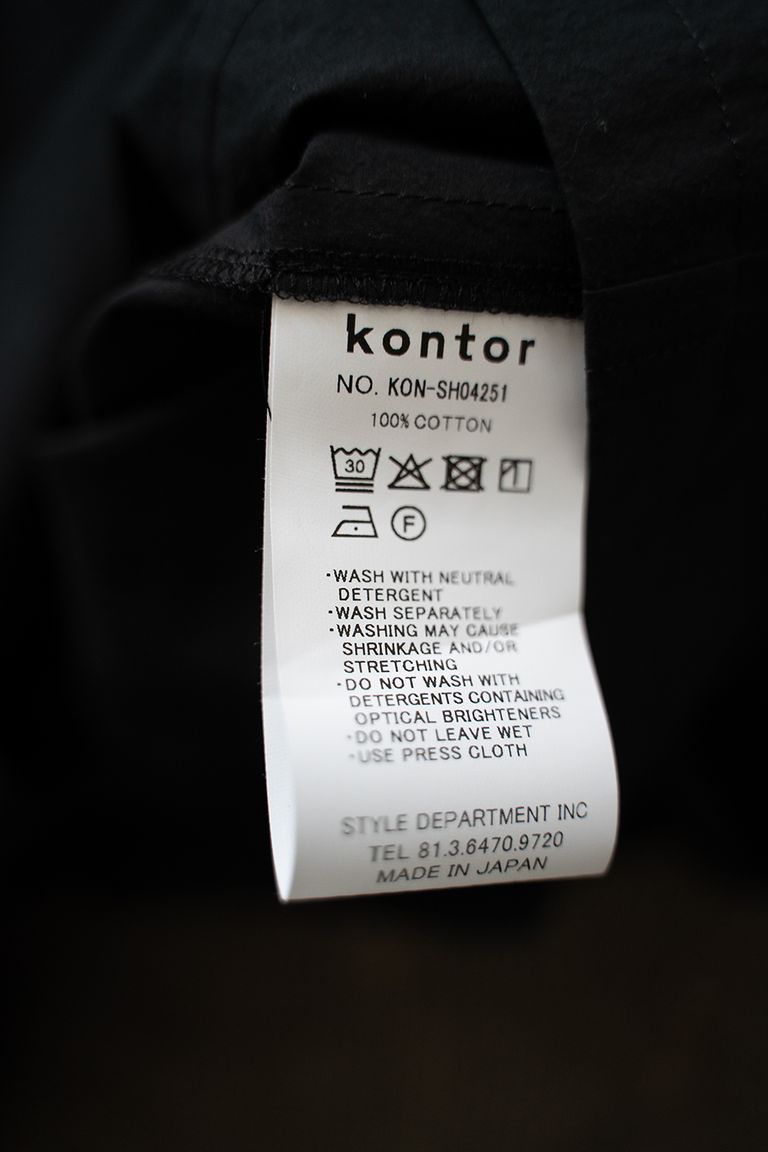 kontor
NO. KON-SH04251
100% COTTON
30
F
・WASH WITH NEUTRAL
DETERGENT
・WASH SEPARATELY
・WASHING MAY CAUSE
SHRINKAGE AND/OR
STRETCHING
・DO NOT WASH WITH
DETERGENTS CONTAINING
OPTICAL BRIGHTENERS
・DO NOT LEAVE WET
・USE PRESS CLOTH
STYLE DEPARTMENT INC
TEL 81.3.6470.9720
MADE IN JAPAN